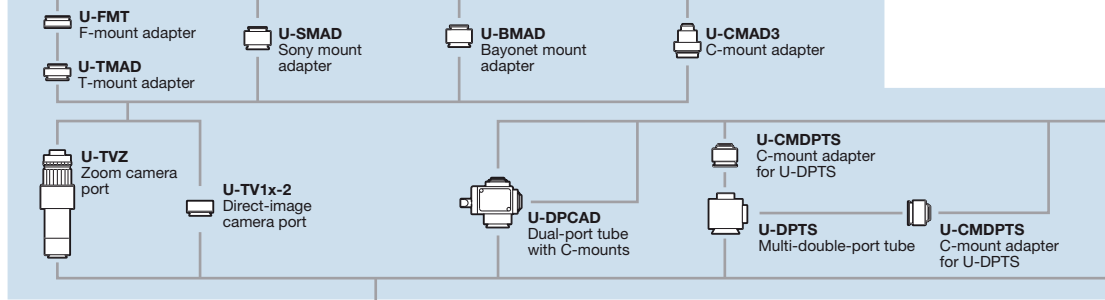 U-FMT
F-mount adapter
U-TMAD
T-mount adapter
U-SMAD
Sony mount
adapter
U-BMAD
Bayonet mount
adapter
U-CMAD3
C-mount adapter
U-TVZ
Zoom camera
port
U-TV1x-2
Direct-image
camera port
U-DPCAD
Dual-port tube
with C-mounts
U-CMDPTS
C-mount adapter
for U-DPTS
U-DPTS
Multi-double-port tube
U-CMDPTS
C-mount adapter
for U-DPTS